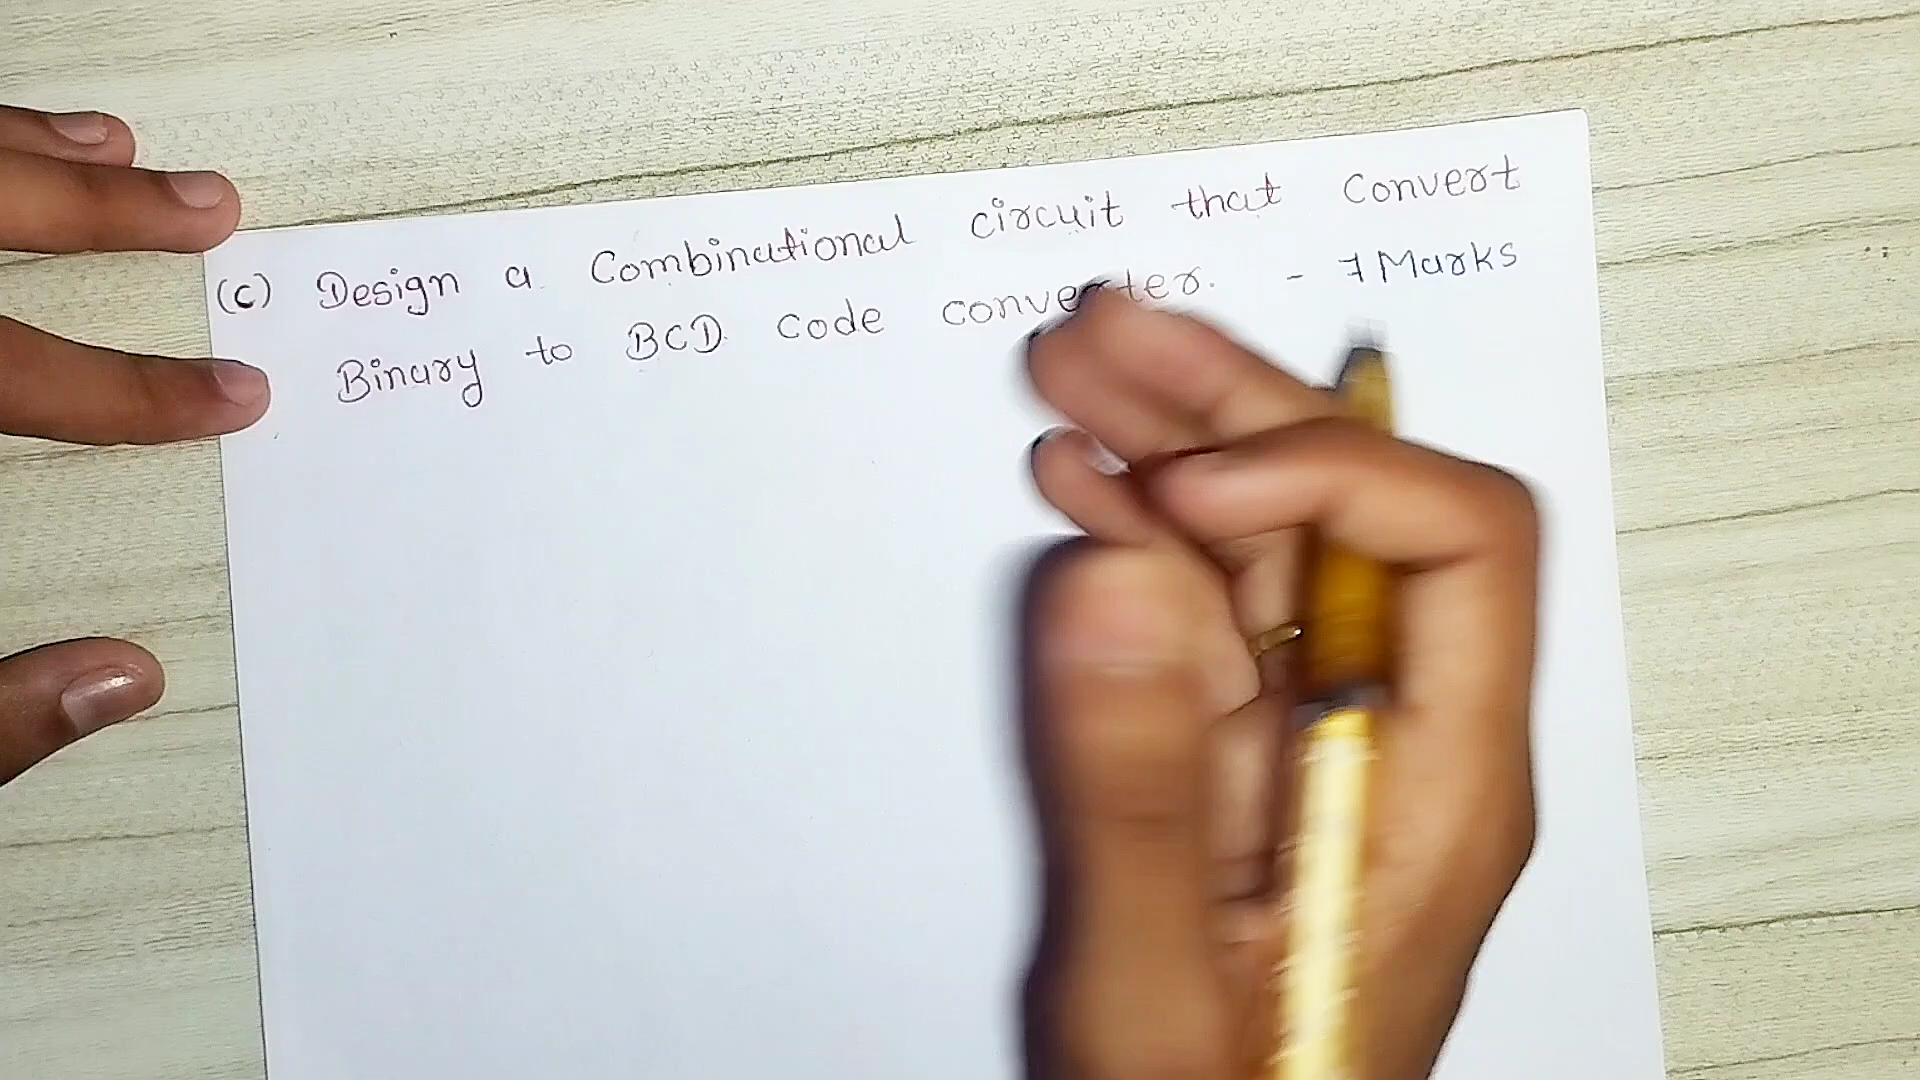 (c) Design a Combinational circuit that convert
Binary to BCD code converter. - 7 Marks